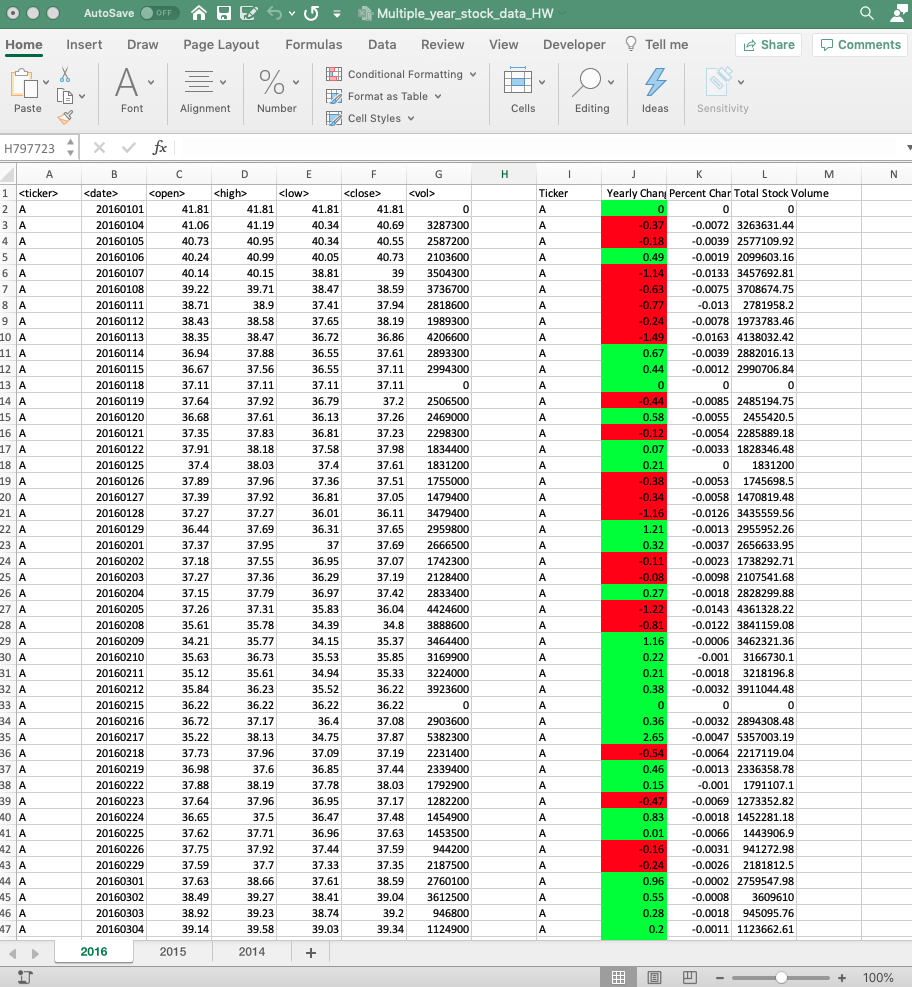 AutoSave OFF Multiple_year_stock_data_HW
Home Insert Draw Page Layout Formulas Data Review View Developer Tell me Share Comments
Paste Font Alignment % Number Conditional Formatting Format as Table Cell Styles Cells Editing Ideas Sensitivity
H797723 fx
A B C D E F G H I J K L M N
1 <ticker> <date> <open> <high> <low> <close> <vol> Ticker Yearly Chan Percent Char Total Stock Volume
2 A 20160101 41.81 41.81 41.81 41.81 0 A 0 0 0
3 A 20160104 41.06 41.19 40.34 40.69 3287300 A -0.37 -0.0072 3263631.44
4 A 20160105 40.73 40.95 40.34 40.55 2587200 A -0.18 -0.0039 2577109.92
5 A 20160106 40.24 40.99 40.05 40.73 2103600 A 0.49 -0.0019 2099603.16
6 A 20160107 40.14 40.15 38.81 39 3504300 A -1.14 -0.0133 3457692.81
7 A 20160108 39.22 39.71 38.47 38.59 3736700 A -0.63 -0.0075 3708674.75
8 A 20160111 38.71 38.9 37.41 37.94 2818600 A -0.77 -0.013 2781958.2
9 A 20160112 38.43 38.58 37.65 38.19 1989300 A -0.24 -0.0078 1973783.46
10 A 20160113 38.35 38.47 36.72 36.86 4206600 A -1.49 -0.0163 4138032.42
11 A 20160114 36.94 37.88 36.55 37.61 2893300 A 0.67 -0.0039 2882016.13
12 A 20160115 36.67 37.56 36.55 37.11 2994300 A 0.44 -0.0012 2990706.84
13 A 20160118 37.11 37.11 37.11 37.11 0 A 0 0 0
14 A 20160119 37.64 37.92 36.79 37.2 2506500 A -0.44 -0.0085 2485194.75
15 A 20160120 36.68 37.61 36.13 37.26 2469000 A 0.58 -0.0055 2455420.5
16 A 20160121 37.35 37.83 36.81 37.23 2298300 A -0.12 -0.0054 2285889.18
17 A 20160122 37.91 38.18 37.58 37.98 1834400 A 0.07 -0.0033 1828346.48
18 A 20160125 37.4 38.03 37.4 37.61 1831200 A 0.21 0 1831200
19 A 20160126 37.89 37.96 37.36 37.51 1755000 A -0.38 -0.0053 1745698.5
20 A 20160127 37.39 37.92 36.81 37.05 1479400 A -0.34 -0.0058 1470819.48
21 A 20160128 37.27 37.27 36.01 36.11 3479400 A -1.16 -0.0126 3435559.56
22 A 20160129 36.44 37.69 36.31 37.65 2959800 A 1.21 -0.0013 2955952.26
23 A 20160201 37.37 37.95 37 37.69 2666500 A 0.32 -0.0037 2656633.95
24 A 20160202 37.18 37.55 36.95 37.07 1742300 A -0.11 -0.0023 1738292.71
25 A 20160203 37.27 37.36 36.29 37.19 2128400 A -0.08 -0.0098 2107541.68
26 A 20160204 37.15 37.79 36.97 37.42 2833400 A 0.27 -0.0018 2828299.88
27 A 20160205 37.26 37.31 35.83 36.04 4424600 A -1.22 -0.0143 4361328.22
28 A 20160208 35.61 35.78 34.39 34.8 3888600 A -0.81 -0.0122 3841159.08
29 A 20160209 34.21 35.77 34.15 35.37 3464400 A 1.16 -0.0006 3462321.36
30 A 20160210 35.63 36.73 35.53 35.85 3169900 A 0.22 -0.001 3166730.1
31 A 20160211 35.12 35.61 34.94 35.33 3224000 A 0.21 -0.0018 3218196.8
32 A 20160212 35.84 36.23 35.52 36.22 3923600 A 0.38 -0.0032 3911044.48
33 A 20160215 36.22 36.22 36.22 36.22 0 A 0 0 0
34 A 20160216 36.72 37.17 36.4 37.08 2903600 A 0.36 -0.0032 2894308.48
35 A 20160217 35.22 38.13 34.75 37.87 5382300 A 2.65 -0.0047 5357003.19
36 A 20160218 37.73 37.96 37.09 37.19 2231400 A -0.54 -0.0064 2217119.04
37 A 20160219 36.98 37.6 36.85 37.44 2339400 A 0.46 -0.0013 2336358.78
38 A 20160222 37.88 38.19 37.78 38.03 1792900 A 0.15 -0.001 1791107.1
39 A 20160223 37.64 37.96 36.95 37.17 1282200 A -0.47 -0.0069 1273352.82
40 A 20160224 36.65 37.5 36.47 37.48 1454900 A 0.83 -0.0018 1452281.18
41 A 20160225 37.62 37.71 36.96 37.63 1453500 A 0.01 -0.0066 1443906.9
42 A 20160226 37.75 37.92 37.44 37.59 944200 A -0.16 -0.0031 941272.98
43 A 20160229 37.59 37.7 37.33 37.35 2187500 A -0.24 -0.0026 2181812.5
44 A 20160301 37.63 38.66 37.61 38.59 2760100 A 0.96 -0.0002 2759547.98
45 A 20160302 38.49 39.27 38.41 39.04 3612500 A 0.55 -0.0008 3609610
46 A 20160303 38.92 39.23 38.74 39.2 946800 A 0.28 -0.0018 945095.76
47 A 20160304 39.14 39.58 39.03 39.34 1124900 A 0.2 -0.0011 1123662.61
2016 2015 2014 +
100%